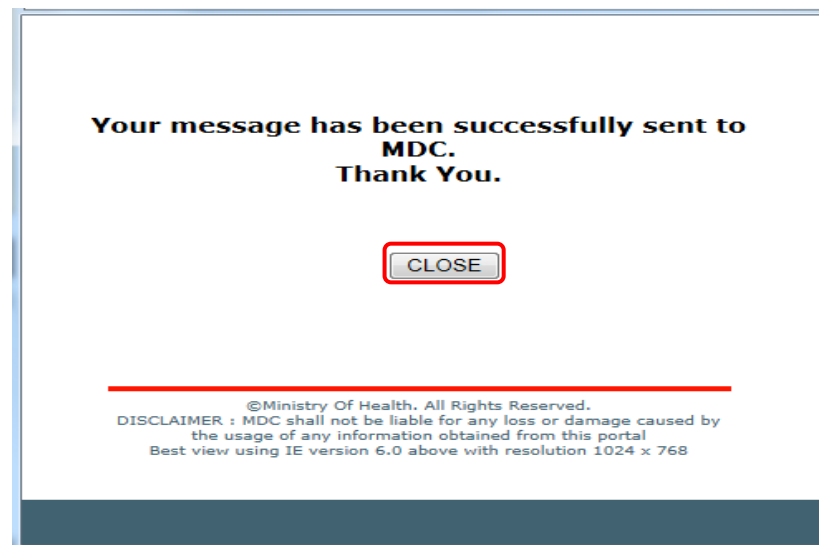 Your message has been successfully sent to
MDC.
Thank You.
CLOSE
©Ministry Of Health. All Rights Reserved.
DISCLAIMER : MDC shall not be liable for any loss or damage caused by
the usage of any information obtained from this portal
Best view using IE version 6.0 above with resolution 1024 x 768